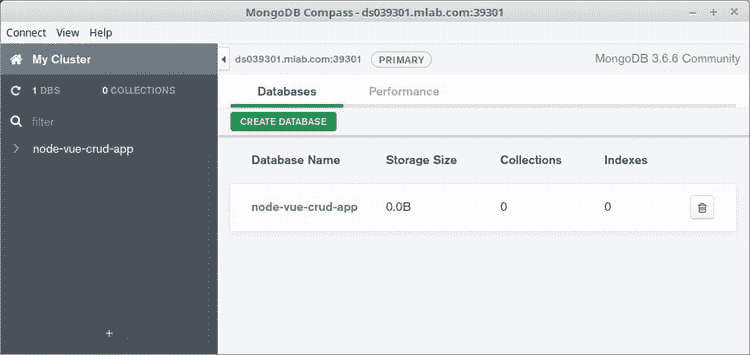 MongoDB Compass - ds039301.mlab.com:39301
Connect View Help
My Cluster
ds039301.mlab.com:39301 PRIMARY MongoDB 3.6.6 Community
1 DBS 0 COLLECTIONS
Databases Performance
filter
CREATE DATABASE
node-vue-crud-app
Database Name Storage Size Collections Indexes
node-vue-crud-app 0.0B 0 0